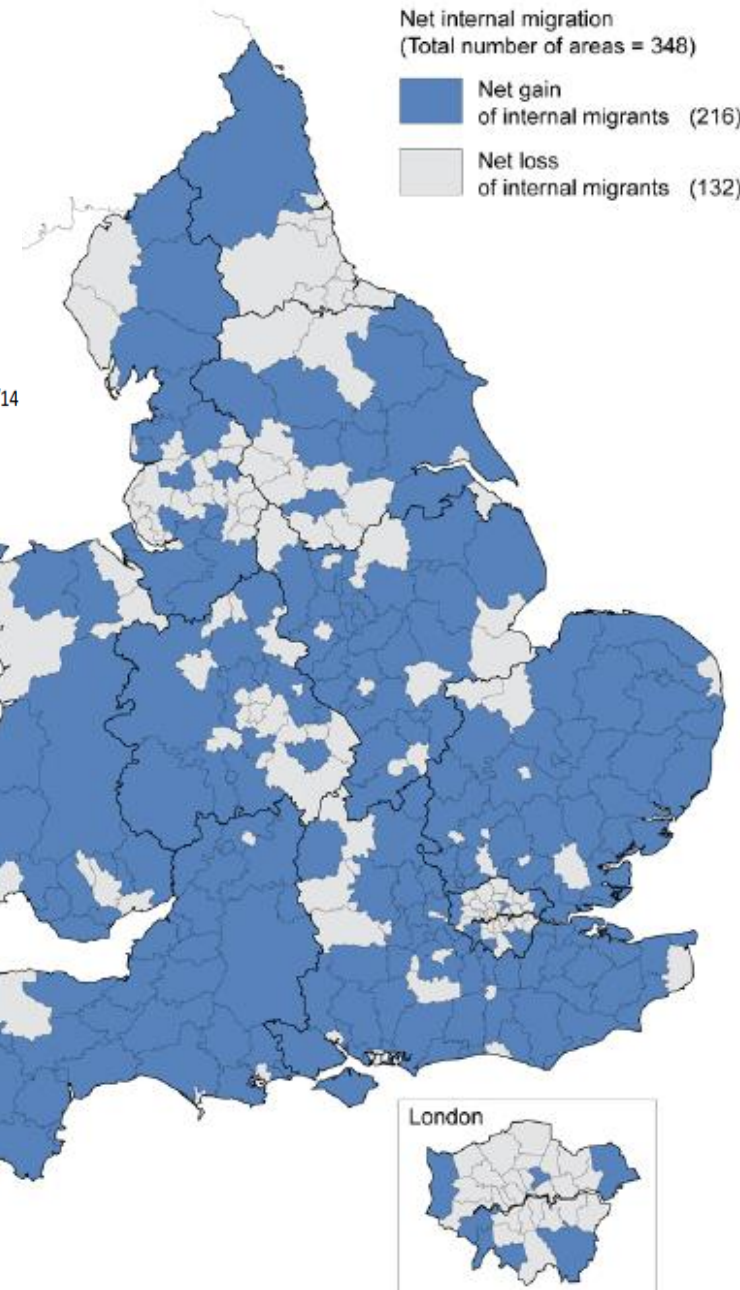 Net internal migration
(Total number of areas = 348)
Net gain
of internal migrants (216)
Net loss
of internal migrants (132)
14
London